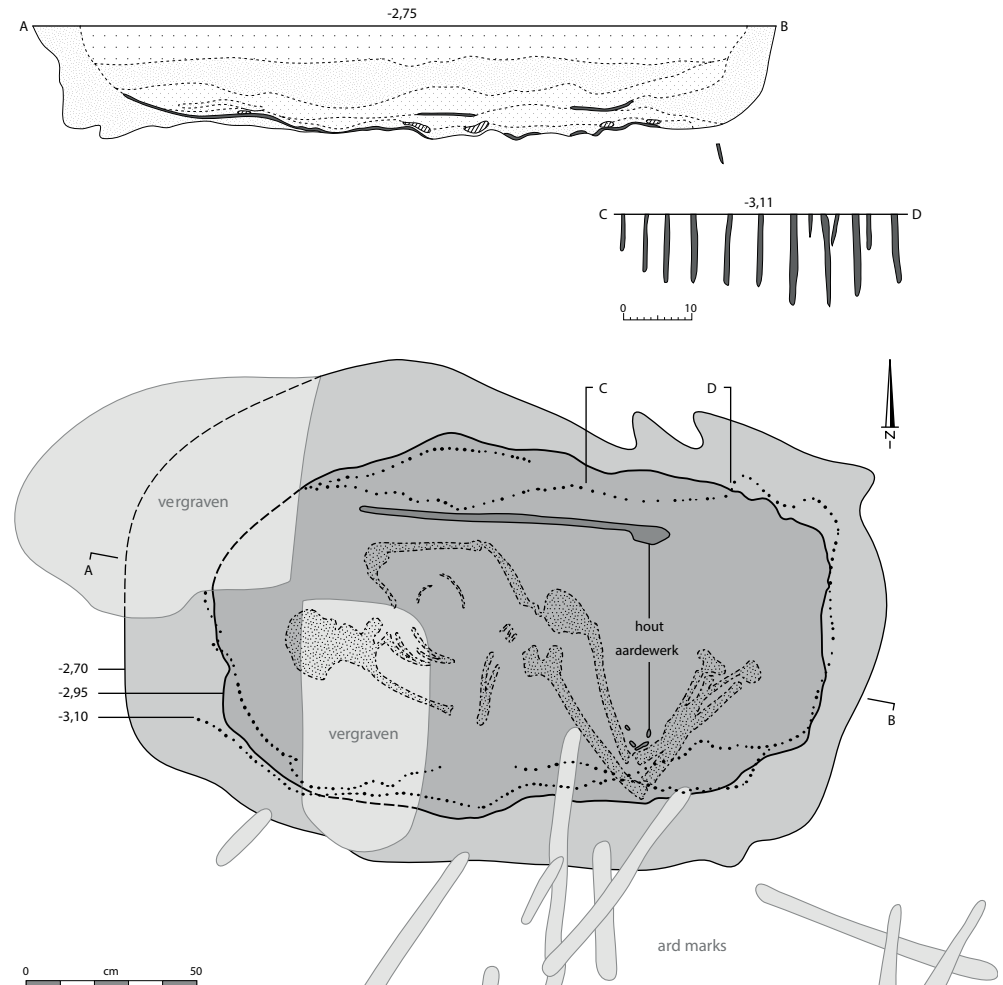 -2,75
A
B
-3,11
C
D
0
10
C
D
N
vergraven
A
hout
aardewerk
-2,70
-2,95
-3,10
B
vergraven
ard marks
0
cm
50